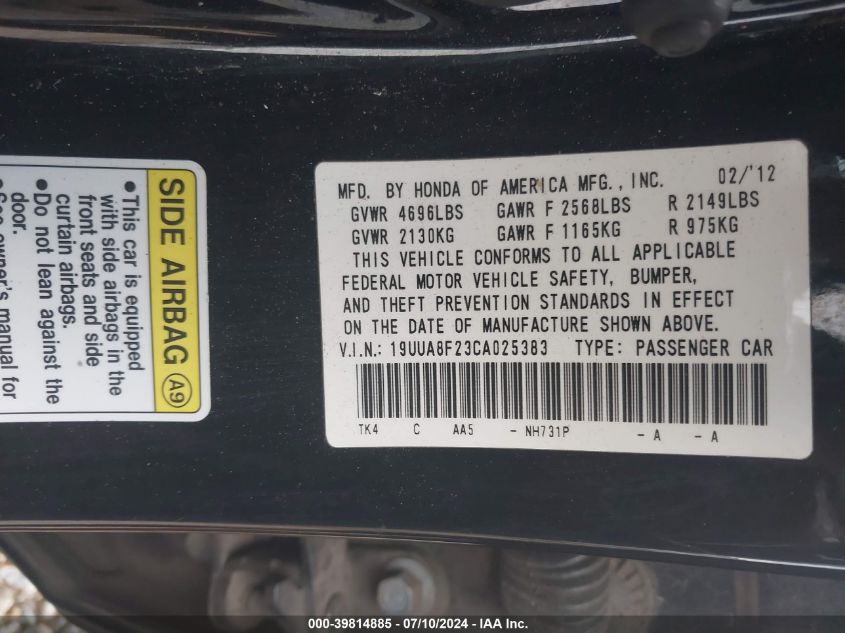 SIDE AIRBAG A9
• This car is equipped
with side airbags in the
front seats and side
curtain airbags.
• Do not lean against the
door.
• See owner's manual for
MFD. BY HONDA OF AMERICA MFG., INC. 02/'12
GVWR 4696LBS GAWR F 2568LBS R 2149LBS
GVWR 2130KG GAWR F 1165KG R 975KG
THIS VEHICLE CONFORMS TO ALL APPLICABLE
FEDERAL MOTOR VEHICLE SAFETY, BUMPER,
AND THEFT PREVENTION STANDARDS IN EFFECT
ON THE DATE OF MANUFACTURE SHOWN ABOVE.
V.I.N.: 19UUA8F23CA025383 TYPE: PASSENGER CAR
TK4 C AA5 - NH731P - A - A
000-39814885 - 07/10/2024 - IAA Inc.